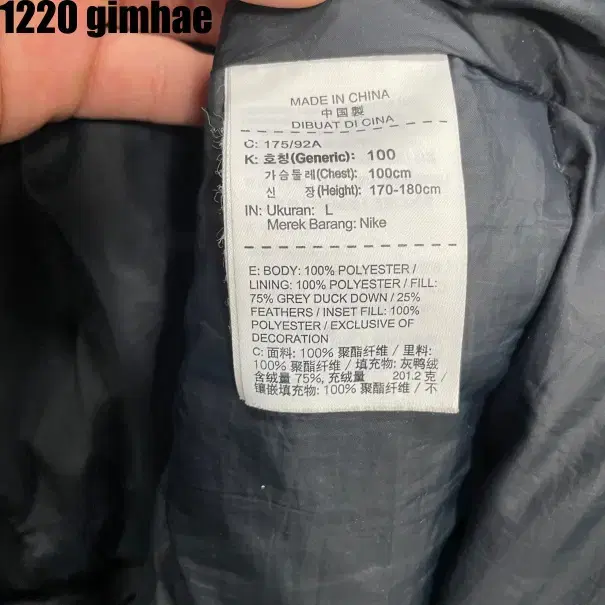 1220 gimhae
MADE IN CHINA
中国製
DIBUAT DI CINA
C: 175/92A
K: 호칭(Generic): 100
가슴둘레(Chest): 100cm
신 장(Height): 170-180cm
IN: Ukuran: L
Merek Barang: Nike
E: BODY: 100% POLYESTER /
LINING: 100% POLYESTER / FILL:
75% GREY DUCK DOWN / 25%
FEATHERS / INSET FILL: 100%
POLYESTER / EXCLUSIVE OF
DECORATION
C: 面料: 100% 聚酯纤维 / 里料:
100% 聚酯纤维 / 填充物: 灰鸭绒
含绒量 75%, 充绒量 201.2 克 /
镶嵌填充物: 100% 聚酯纤维 / 不